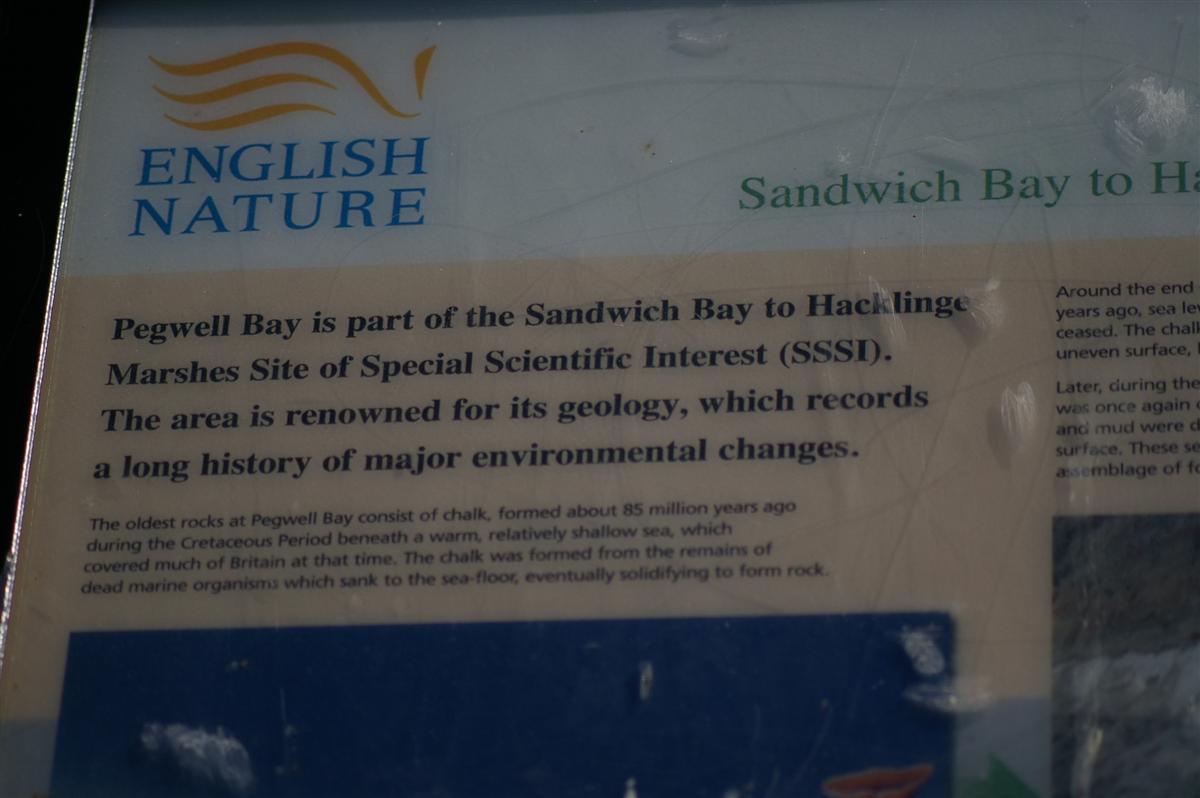 ENGLISH
NATURE
Sandwich Bay to
Pegwell Bay is part of the Sandwich Bay to Hacklinge
Marshes Site of Special Scientific Interest (SSSI).
The area is renowned for its geology, which records
a long history of major environmental changes.
The oldest rocks at Pegwell Bay consist of chalk, formed about 85 million years ago
during the Cretaceous Period beneath a warm, relatively shallow sea, which
covered much of Britain at that time. The chalk was formed from the remains of
dead marine organisms which sank to the sea-floor, eventually solidifying to form rock.
Around the end
years ago, sea
ceased. The
uneven surface,
Later, during the
was once again
and mud were
surface. These
assemblage of